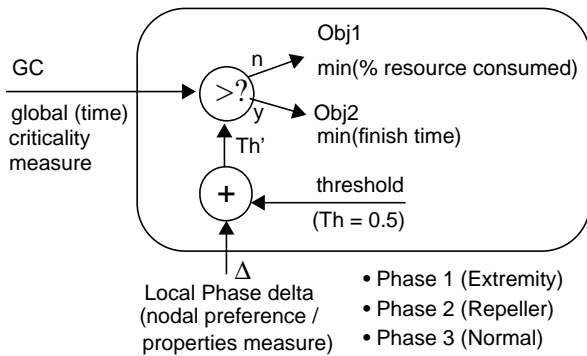 GC
global (time)
criticality
measure
>?
n
y
Obj1
min(% resource consumed)
Obj2
min(finish time)
Th’
+
threshold
(Th = 0.5)
Δ
Local Phase delta
(nodal preference /
properties measure)
• Phase 1 (Extremity)
• Phase 2 (Repeller)
• Phase 3 (Normal)